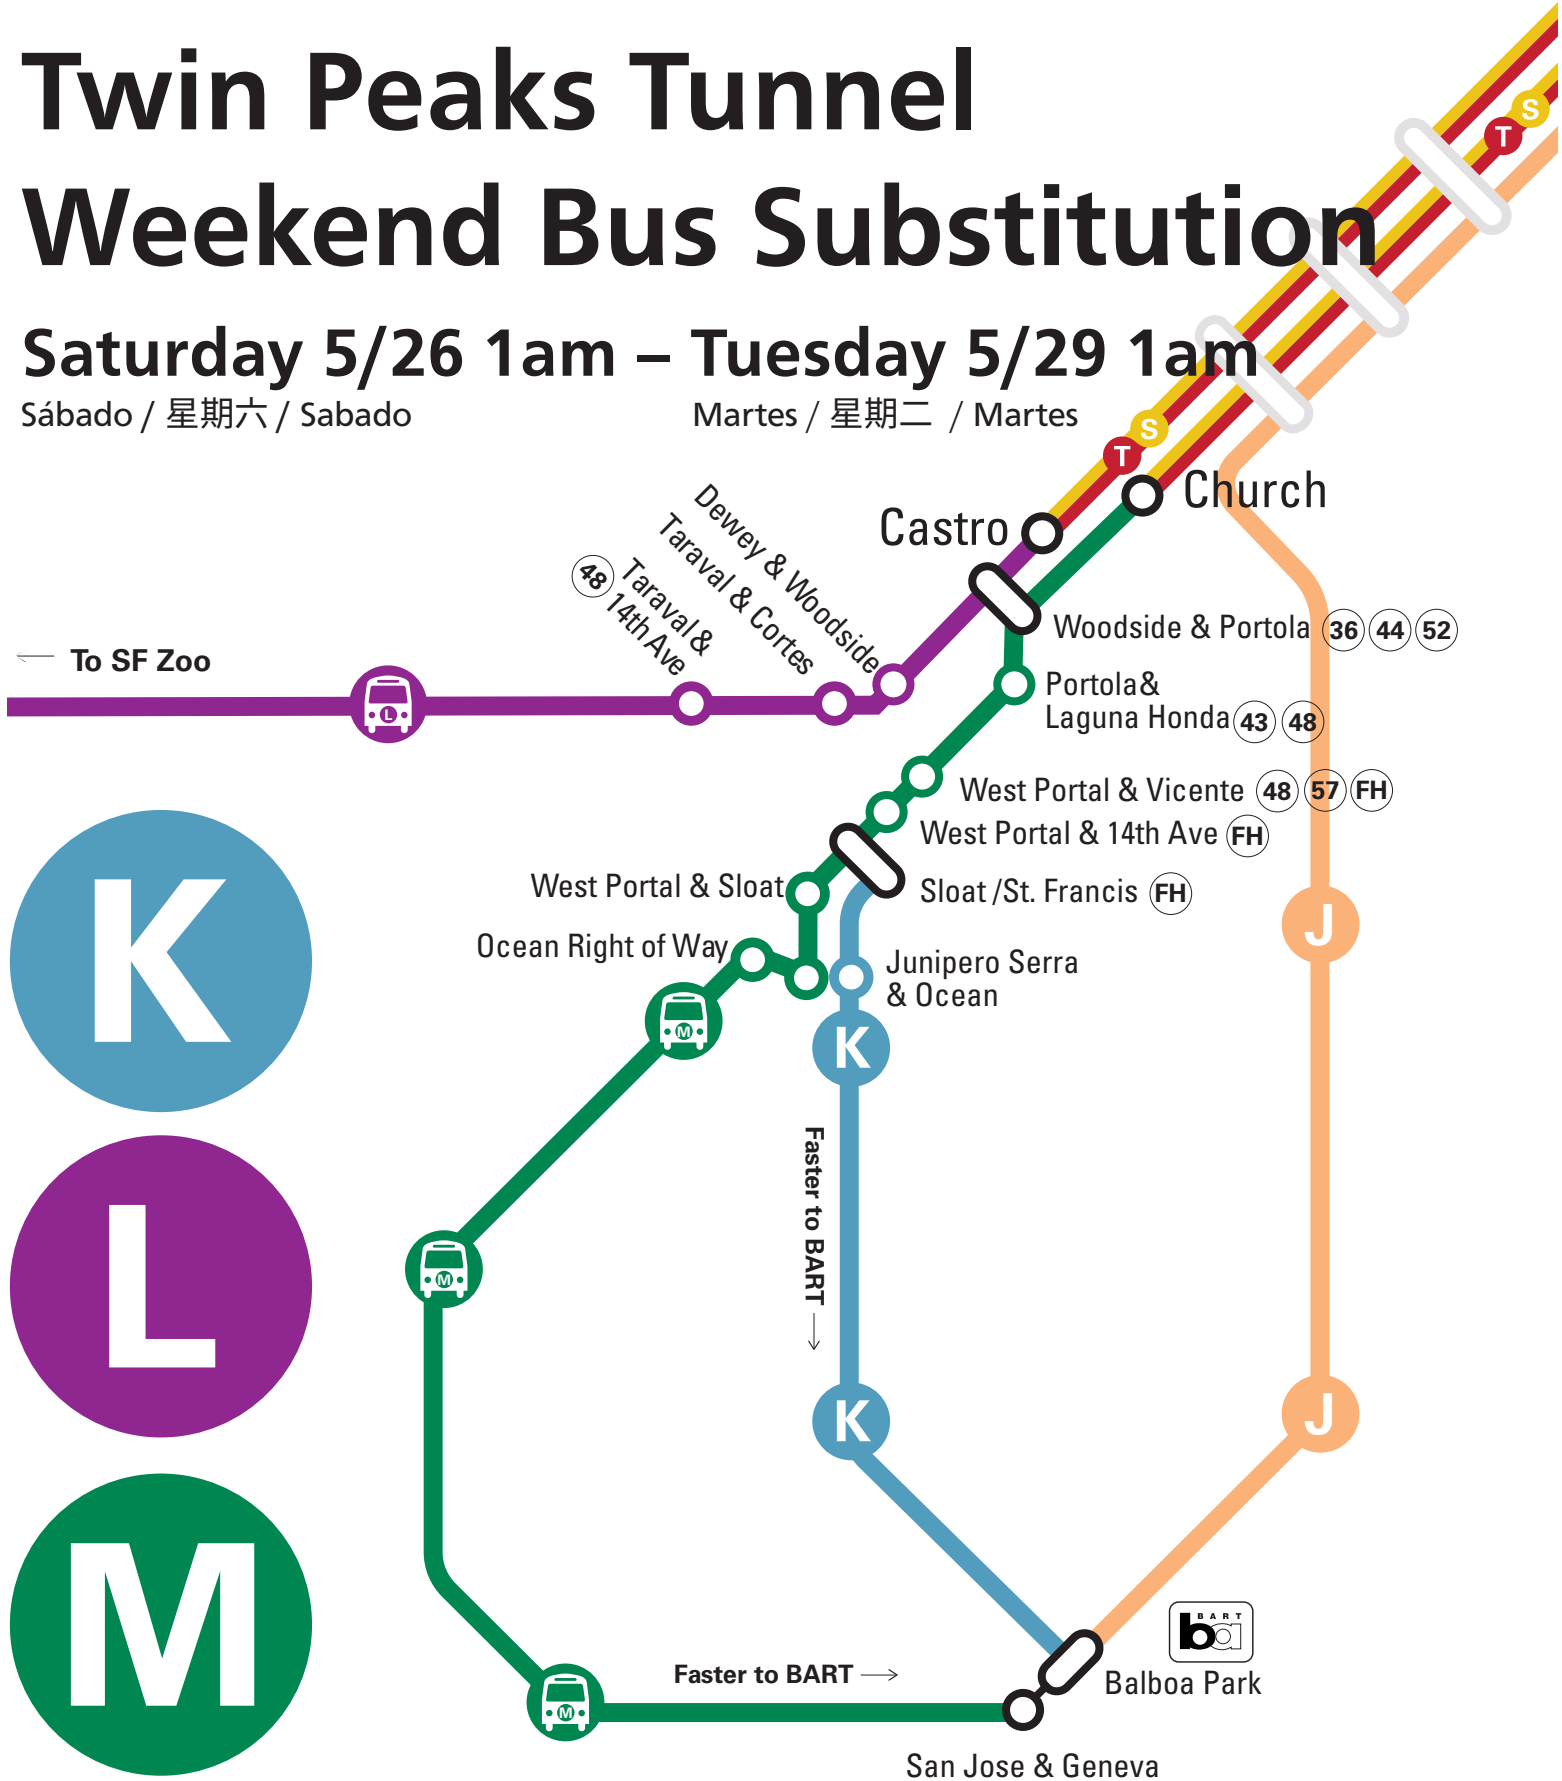 Twin Peaks Tunnel
Weekend Bus Substitution
Saturday 5/26 1am – Tuesday 5/29 1am
Sábado / 星期六 / Sabado
Martes / 星期二 / Martes
S
T
S
T
Church
Castro
Dewey & Woodside
Taraval & Cortes
48 Taraval &
14th Ave
Woodside & Portola 36 44 52
← To SF Zoo
L
Portola&
Laguna Honda 43 48
West Portal & Vicente 48 57 FH
West Portal & 14th Ave FH
West Portal & Sloat
Sloat /St. Francis FH
Ocean Right of Way
Junipero Serra
& Ocean
K
J
M
K
Faster to BART →
L
M
K
J
M
BART
ba
Faster to BART →
Balboa Park
M
San Jose & Geneva